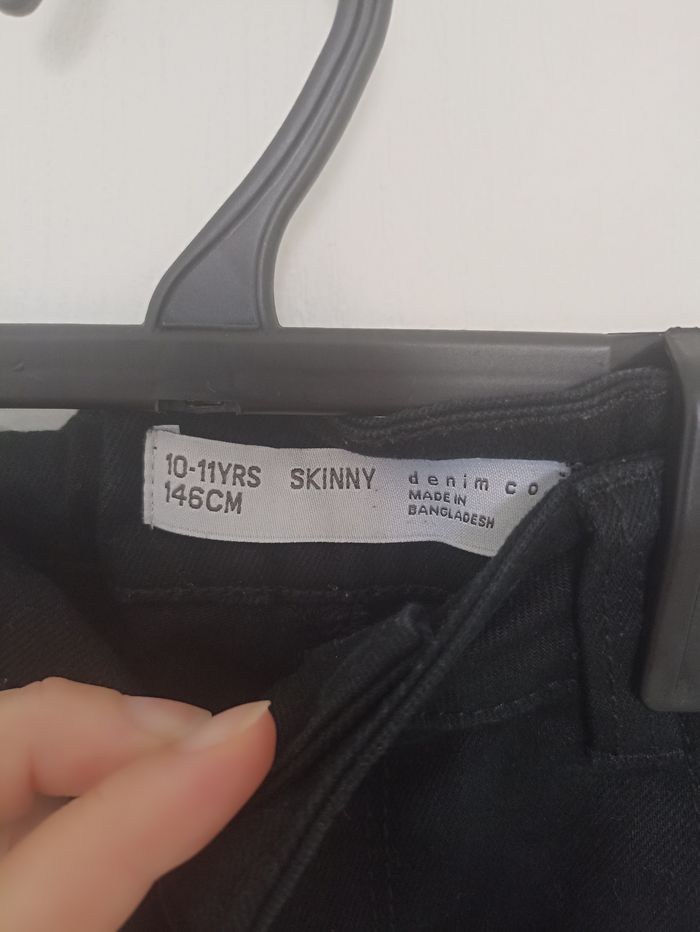 10-11YRS SKINNY denim co
146CM
MADE IN
BANGLADESH